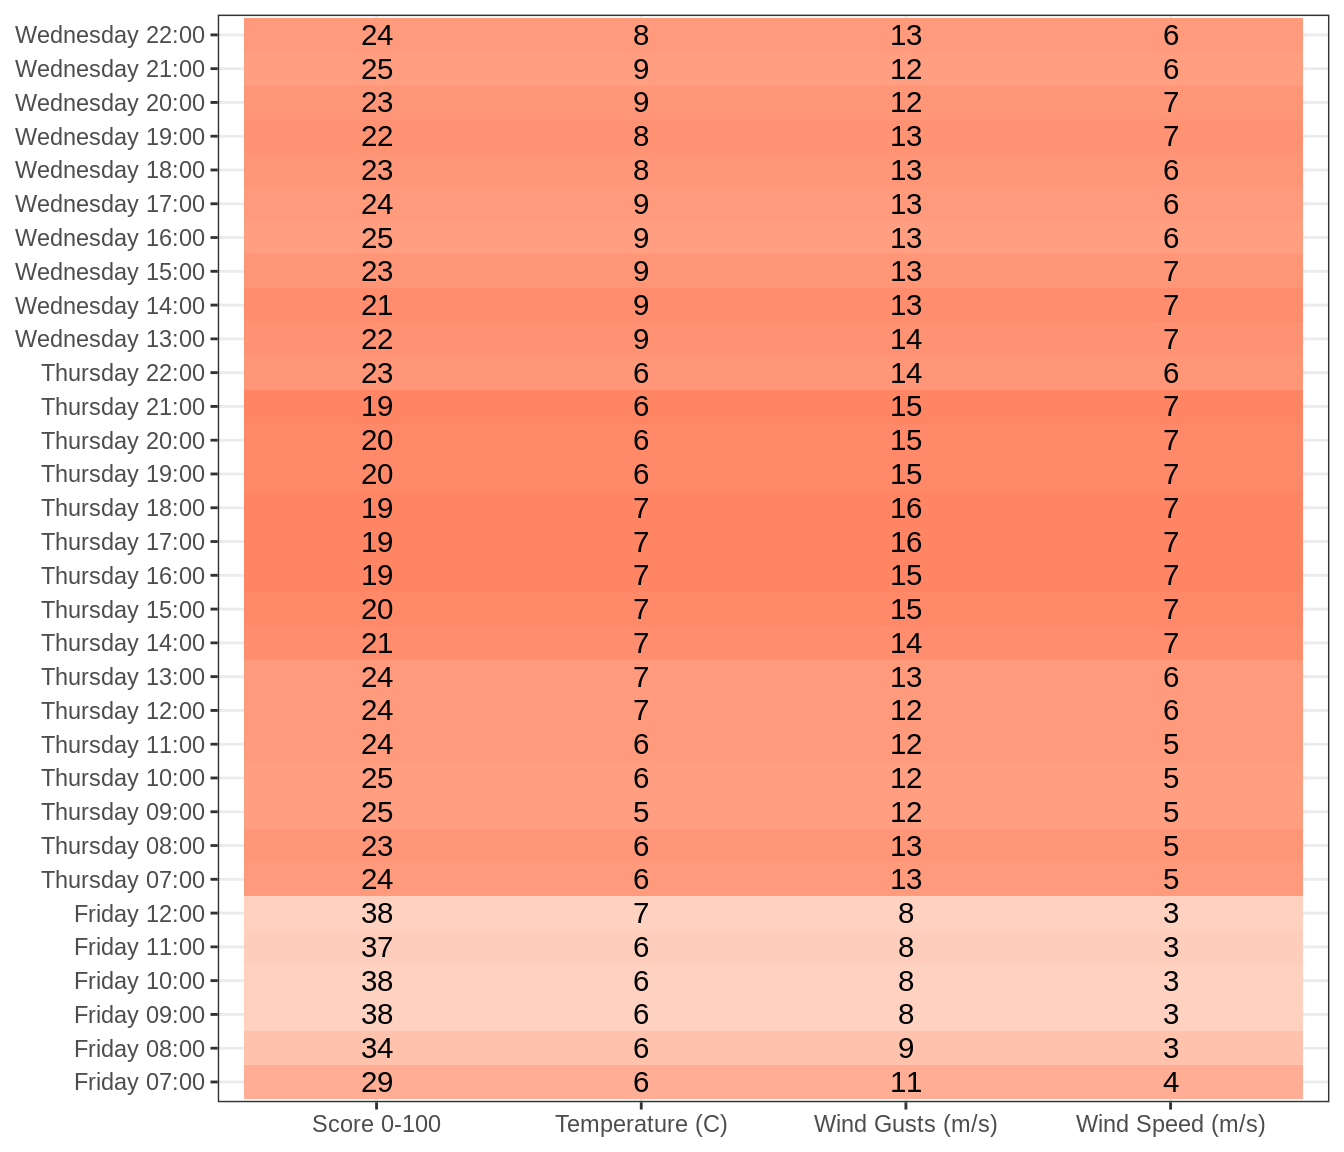 Wednesday 22:00 24 8 13 6
Wednesday 21:00 25 9 12 6
Wednesday 20:00 23 9 12 7
Wednesday 19:00 22 8 13 7
Wednesday 18:00 23 8 13 6
Wednesday 17:00 24 9 13 6
Wednesday 16:00 25 9 13 6
Wednesday 15:00 23 9 13 7
Wednesday 14:00 21 9 13 7
Wednesday 13:00 22 9 14 7
Thursday 22:00 23 6 14 6
Thursday 21:00 19 6 15 7
Thursday 20:00 20 6 15 7
Thursday 19:00 20 6 15 7
Thursday 18:00 19 7 16 7
Thursday 17:00 19 7 16 7
Thursday 16:00 19 7 15 7
Thursday 15:00 20 7 15 7
Thursday 14:00 21 7 14 7
Thursday 13:00 24 7 13 6
Thursday 12:00 24 7 12 6
Thursday 11:00 24 6 12 5
Thursday 10:00 25 6 12 5
Thursday 09:00 25 5 12 5
Thursday 08:00 23 6 13 5
Thursday 07:00 24 6 13 5
Friday 12:00 38 7 8 3
Friday 11:00 37 6 8 3
Friday 10:00 38 6 8 3
Friday 09:00 38 6 8 3
Friday 08:00 34 6 9 3
Friday 07:00 29 6 11 4
Score 0-100 Temperature (C) Wind Gusts (m/s) Wind Speed (m/s)